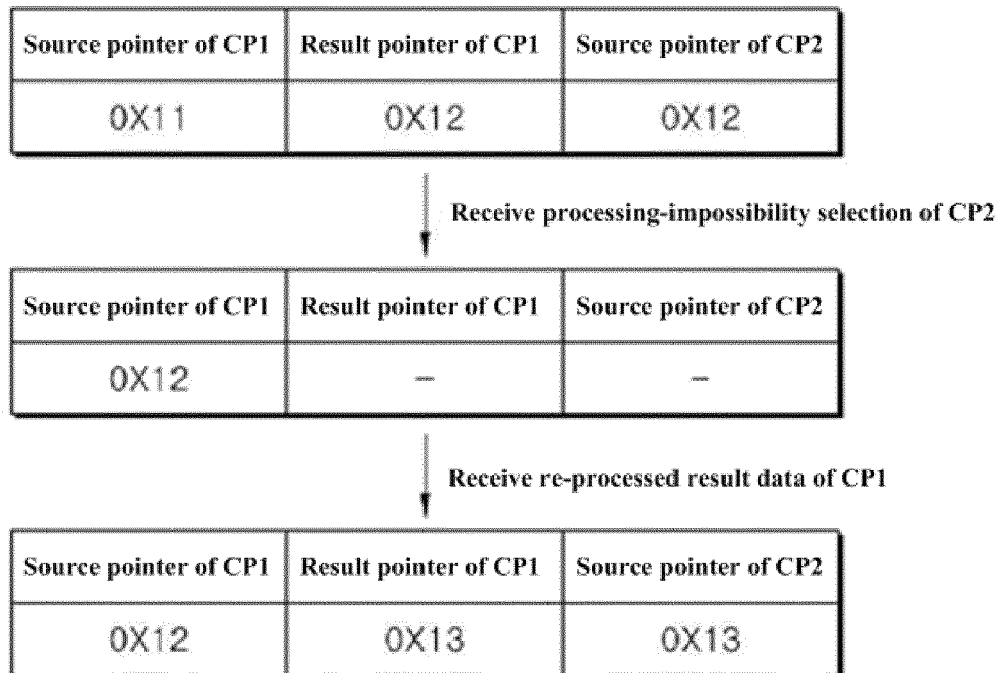 Source pointer of CP1 Result pointer of CP1 Source pointer of CP2
0X11 0X12 0X12
Receive processing-impossibility selection of CP2
Source pointer of CP1 Result pointer of CP1 Source pointer of CP2
0X12 – –
Receive re-processed result data of CP1
Source pointer of CP1 Result pointer of CP1 Source pointer of CP2
0X12 0X13 0X13